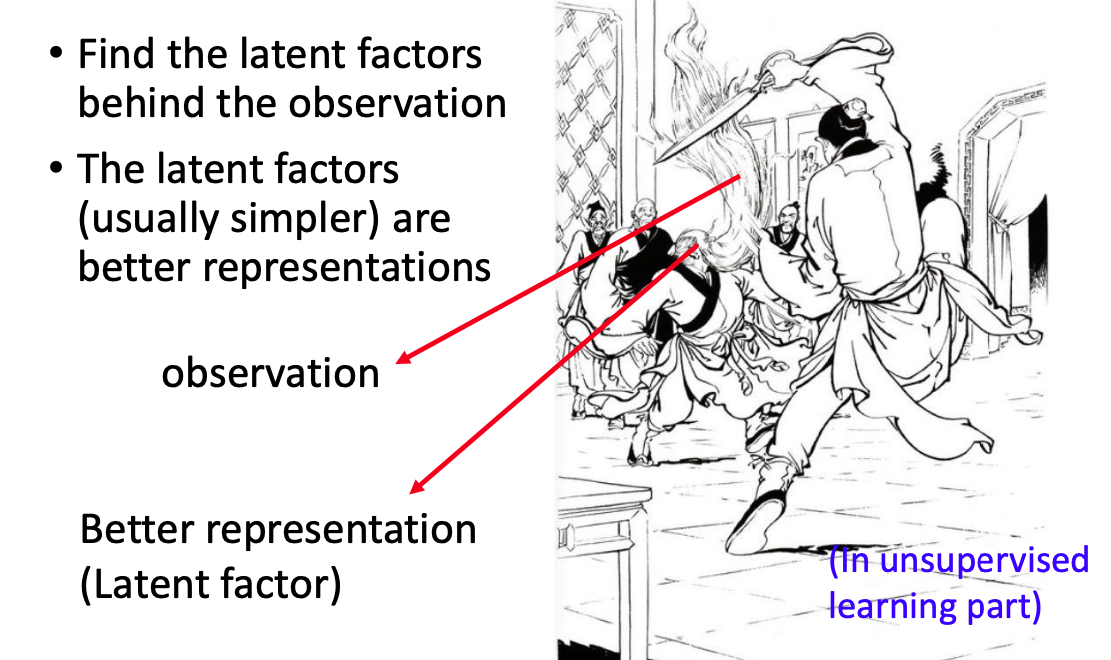 • Find the latent factors
behind the observation
• The latent factors
(usually simpler) are
better representations
observation
Better representation
(Latent factor)
(In unsupervised
learning part)